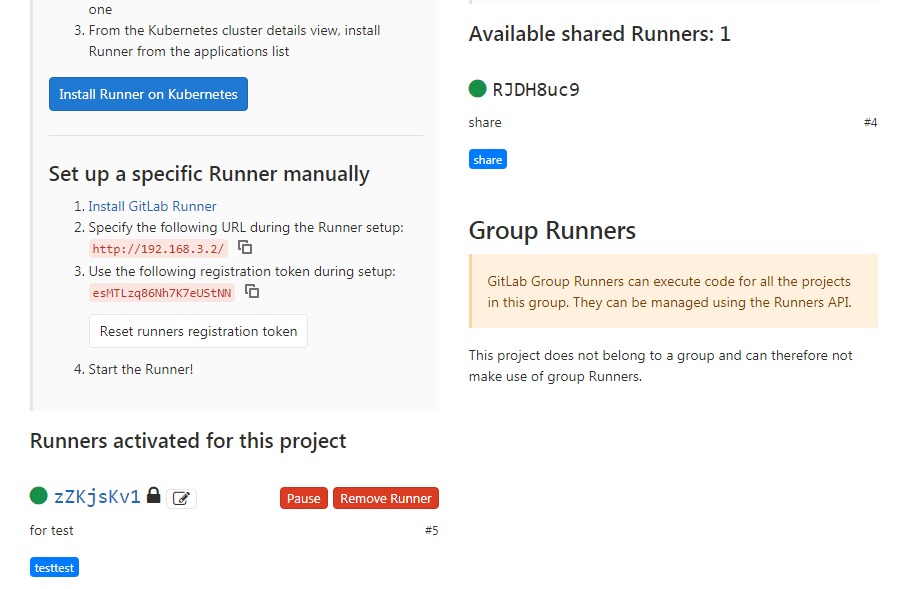 one
3. From the Kubernetes cluster details view, install
Runner from the applications list
Install Runner on Kubernetes
Set up a specific Runner manually
1. Install GitLab Runner
2. Specify the following URL during the Runner setup:
http://192.168.3.2/
3. Use the following registration token during setup:
esMTLzq86Nh7K7eUStNN
Reset runners registration token
4. Start the Runner!
Runners activated for this project
zZKjsKv1
Pause
Remove Runner
for test
#5
testtest
Available shared Runners: 1
RJDH8uc9
share
#4
share
Group Runners
GitLab Group Runners can execute code for all the projects
in this group. They can be managed using the Runners API.
This project does not belong to a group and can therefore not
make use of group Runners.